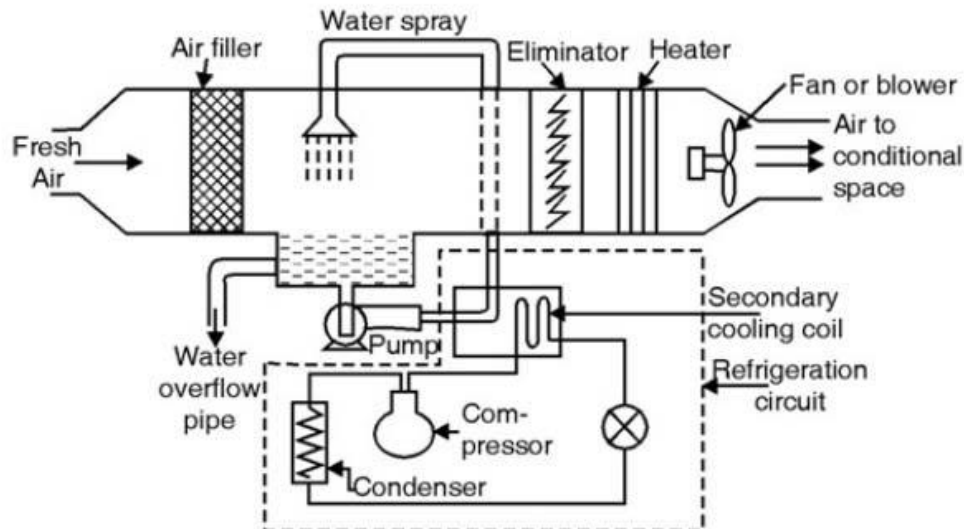 Water spray
Air filler
Eliminator
Heater
Fan or blower
Fresh
Air
Air to
conditional
space
Secondary
cooling coil
Pump
Water
overflow
pipe
Refrigeration
circuit
Com-
pressor
Condenser